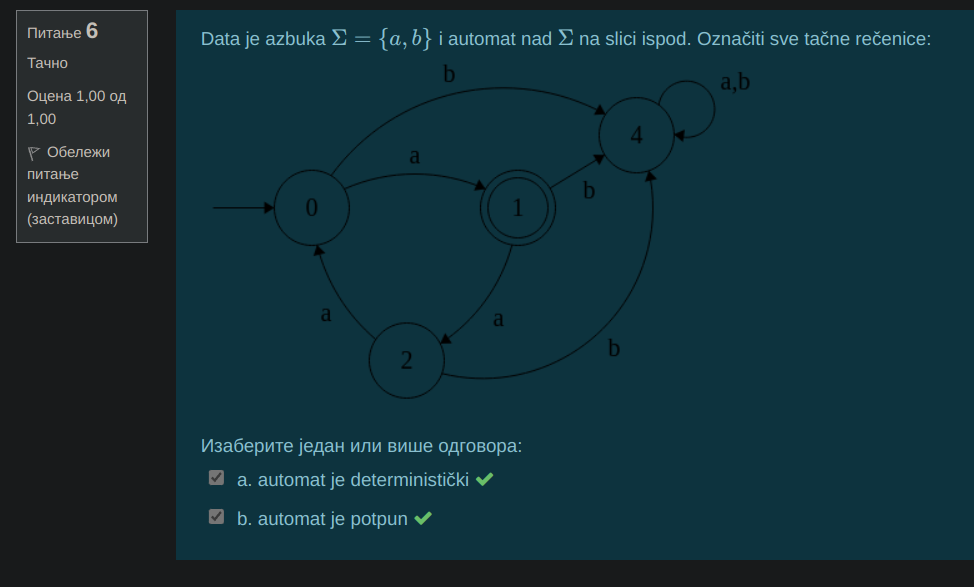 Питање 6
Тачно
Оцена 1,00 од
1,00
Обележи
питање
индикатором
(заставицом)
Data je azbuka Σ = {a, b} i automat nad Σ na slici ispod. Označiti sve tačne rečenice:
b
a,b
4
a
b
0
1
a
a
b
2
Изаберите један или више одговора:
a. automat je deterministički
b. automat je potpun